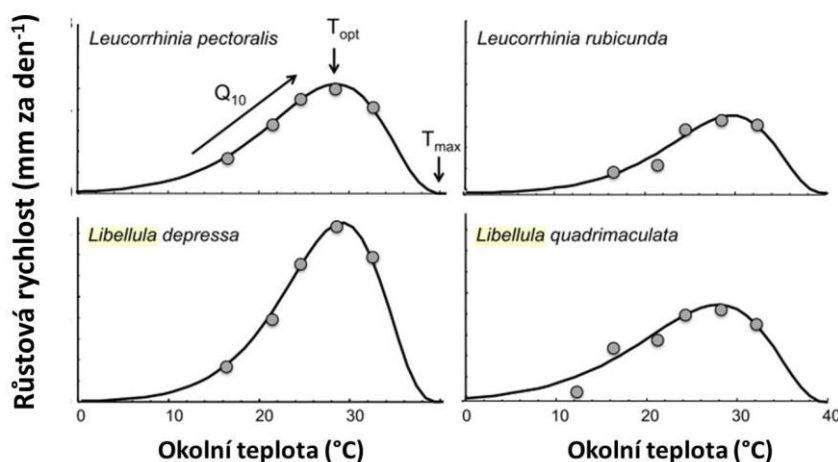 Růstová rychlost (mm za den⁻¹)
Leucorrhinia pectoralis
T_opt
Q₁₀
T_max
Leucorrhinia rubicunda
Libellula depressa
Libellula quadrimaculata
0 10 20 30
0 10 20 30 40
Okolní teplota (°C)
Okolní teplota (°C)